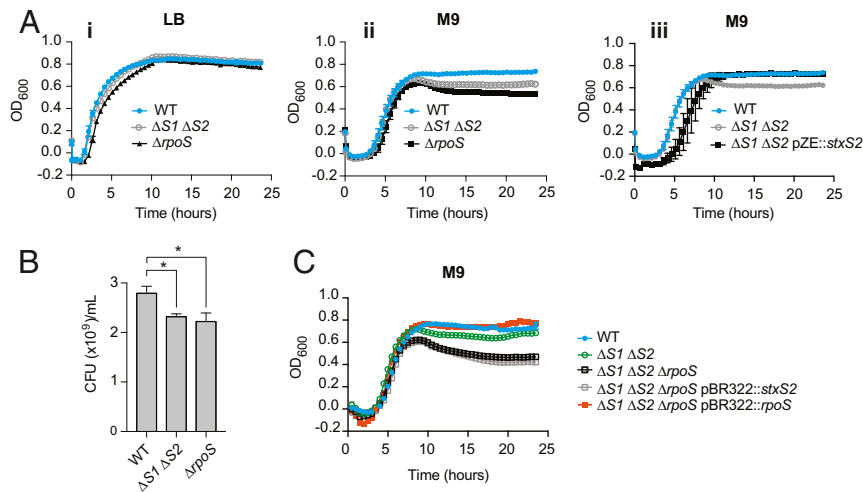 A
i
LB
OD600
1.0
0.8
0.6
0.4
0.2
0.0
-0.2
WT
ΔS1 ΔS2
ΔrpoS
0 5 10 15 20 25
Time (hours)
ii
M9
OD600
1.0
0.8
0.6
0.4
0.2
0.0
-0.2
WT
ΔS1 ΔS2
ΔrpoS
0 5 10 15 20 25
Time (hours)
iii
M9
OD600
1.0
0.8
0.6
0.4
0.2
0.0
-0.2
WT
ΔS1 ΔS2
ΔS1 ΔS2 pZE::stxS2
0 5 10 15 20 25
Time (hours)
B
*
*
CFU (x10⁹)/mL
3
2
1
0
WT
ΔS1 ΔS2
ΔrpoS
C
M9
OD600
1.0
0.8
0.6
0.4
0.2
0.0
-0.2
0 5 10 15 20 25
Time (hours)
WT
ΔS1 ΔS2
ΔS1 ΔS2 ΔrpoS
ΔS1 ΔS2 ΔrpoS pBR322::stxS2
ΔS1 ΔS2 ΔrpoS pBR322::rpoS